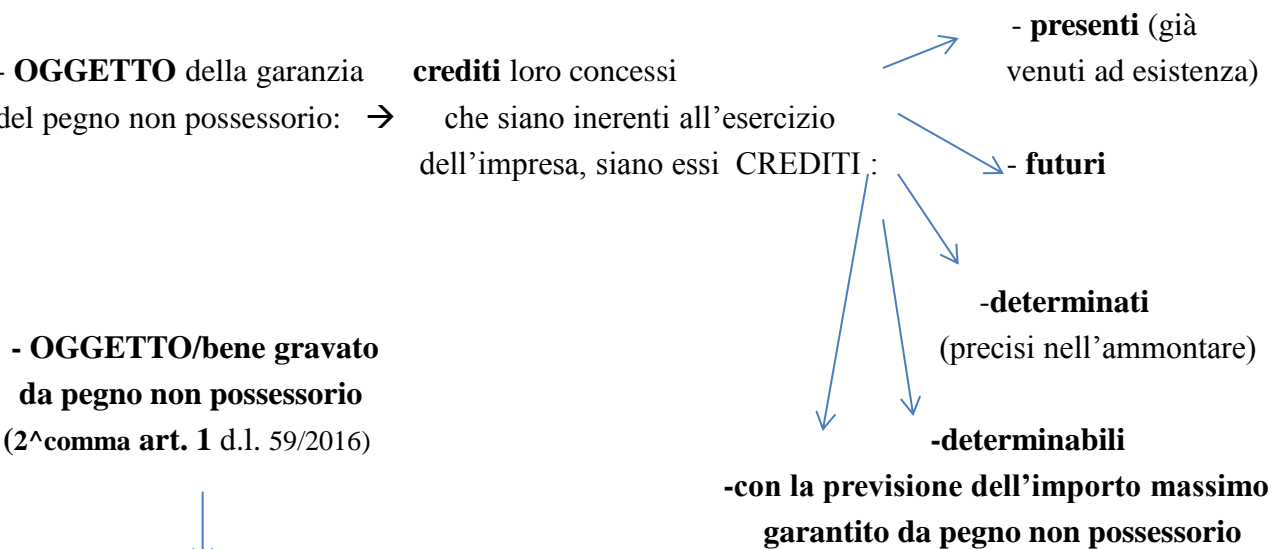 - OGGETTO della garanzia
del pegno non possessorio: →
crediti loro concessi
che siano inerenti all’esercizio
dell’impresa, siano essi CREDITI :
- presenti (già
venuti ad esistenza)
- futuri
-determinati
(precisi nell’ammontare)
-determinabili
-con la previsione dell’importo massimo
garantito da pegno non possessorio
- OGGETTO/bene gravato
da pegno non possessorio
(2^comma art. 1 d.l. 59/2016)